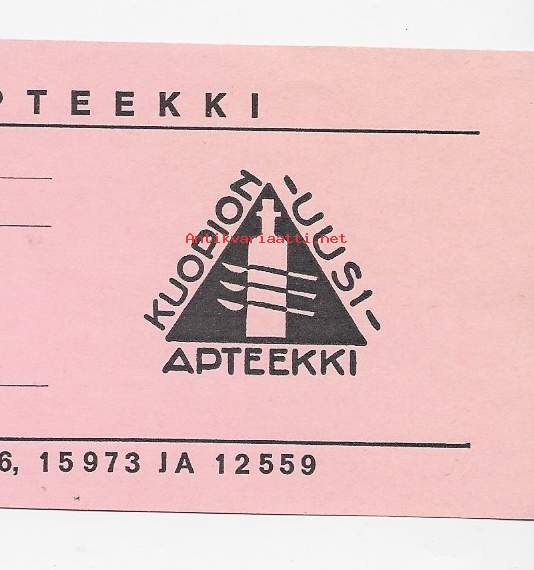 PTEEKKI
KUOPION
-UUSI-
Antikvariaatti.net
APTEEKKI
6, 15973 JA 12559